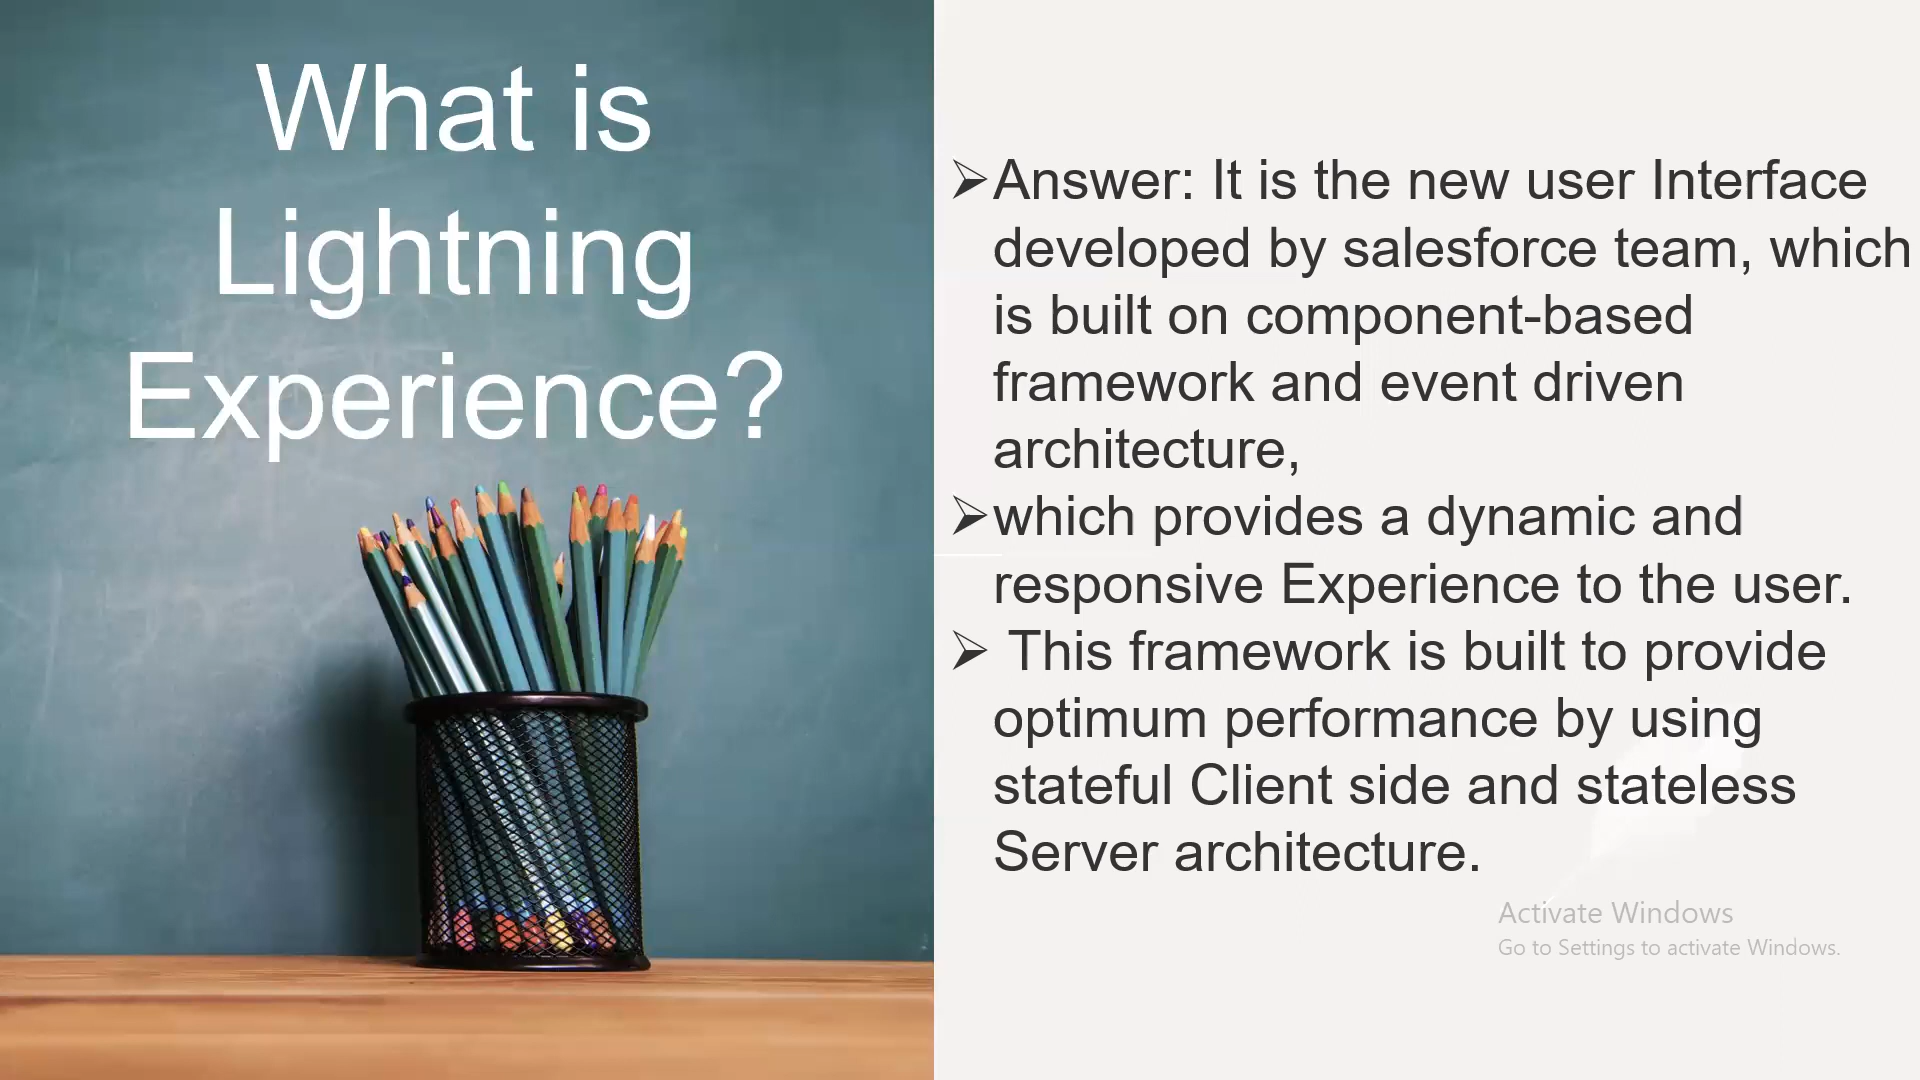 What is
Lightning
Experience?
➢Answer: It is the new user Interface
developed by salesforce team, which
is built on component-based
framework and event driven
architecture,
➢which provides a dynamic and
responsive Experience to the user.
➢ This framework is built to provide
optimum performance by using
stateful Client side and stateless
Server architecture.
Activate Windows
Go to Settings to activate Windows.